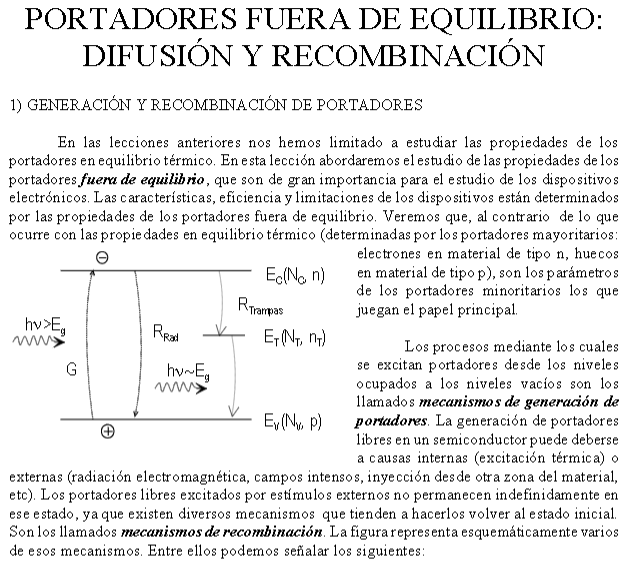 PORTADORES FUERA DE EQUILIBRIO:
DIFUSIÓN Y RECOMBINACIÓN
1) GENERACIÓN Y RECOMBINACIÓN DE PORTADORES
En las lecciones anteriores nos hemos limitado a estudiar las propiedades de los
portadores en equilibrio térmico. En esta lección abordaremos el estudio de las propiedades de los
portadores fuera de equilibrio, que son de gran importancia para el estudio de los dispositivos
electrónicos. Las características, eficiencia y limitaciones de los dispositivos están determinados
por las propiedades de los portadores fuera de equilibrio. Veremos que, al contrario de lo que
ocurre con las propiedades en equilibrio térmico (determinadas por los portadores mayoritarios:
electrones en material de tipo n, huecos
en material de tipo p), son los parámetros
de los portadores minoritarios los que
juegan el papel principal.
⊖
E_C(N_C, n)
R_Trampas
hν>E_g
R_Rad
E_T(N_T, n_T)
G
hν~E_g
E_V(N_V, p)
⊕
Los procesos mediante los cuales
se excitan portadores desde los niveles
ocupados a los niveles vacíos son los
llamados mecanismos de generación de
portadores. La generación de portadores
libres en un semiconductor puede deberse
a causas internas (excitación térmica) o
externas (radiación electromagnética, campos intensos, inyección desde otra zona del material,
etc). Los portadores libres excitados por estímulos externos no permanecen indefinidamente en
ese estado, ya que existen diversos mecanismos que tienden a hacerlos volver al estado inicial.
Son los llamados mecanismos de recombinación. La figura representa esquemáticamente varios
de esos mecanismos. Entre ellos podemos señalar los siguientes: